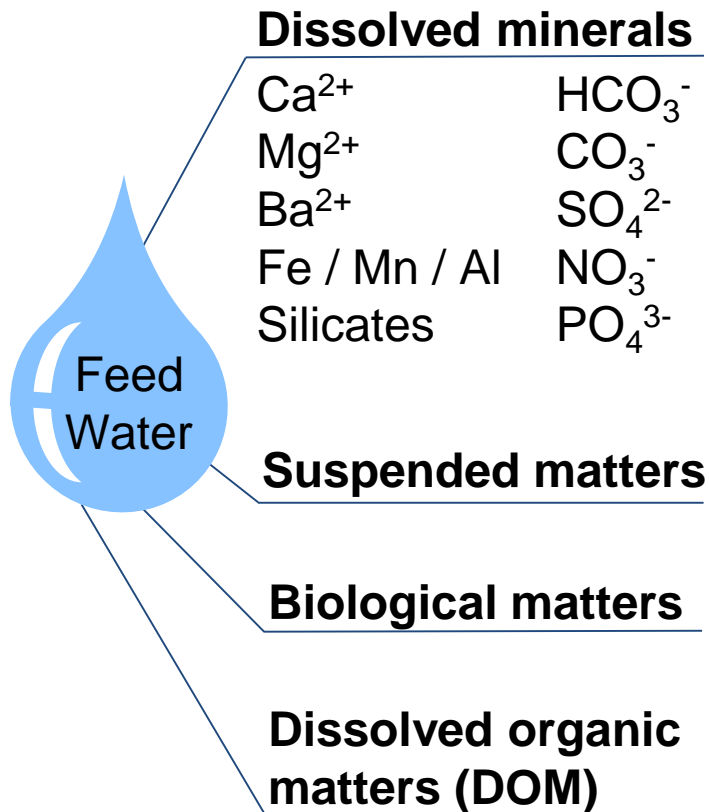 Dissolved minerals
Ca²⁺ HCO₃⁻
Mg²⁺ CO₃⁻
Ba²⁺ SO₄²⁻
Fe / Mn / Al NO₃⁻
Silicates PO₄³⁻
Feed
Water
Suspended matters
Biological matters
Dissolved organic
matters (DOM)